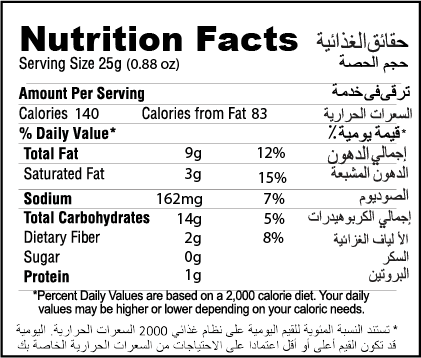 Nutrition Facts حقائق الغذائية
Serving Size 25g (0.88 oz) حجم الحصة
Amount Per Serving ترقى فى خدمة
Calories 140 Calories from Fat 83 السعرات الحرارية
% Daily Value* *قيمة يومية ٪
Total Fat 9g 12% إجمالي الدهون
Saturated Fat 3g 15% الدهون المشبعة
Sodium 162mg 7% الصوديوم
Total Carbohydrates 14g 5% إجمالي الكربوهيدرات
Dietary Fiber 2g 8% الألياف الغزائية
Sugar 0g السكر
Protein 1g البروتين
*Percent Daily Values are based on a 2,000 calorie diet. Your daily
values may be higher or lower depending on your caloric needs.
* تستند النسبة المئوية للقيم اليومية على نظام غذائي 2000 السعرات الحرارية. اليومية
قد تكون القيم أعلى أو أقل اعتمادا على الاحتياجات من السعرات الحرارية الخاصة بك